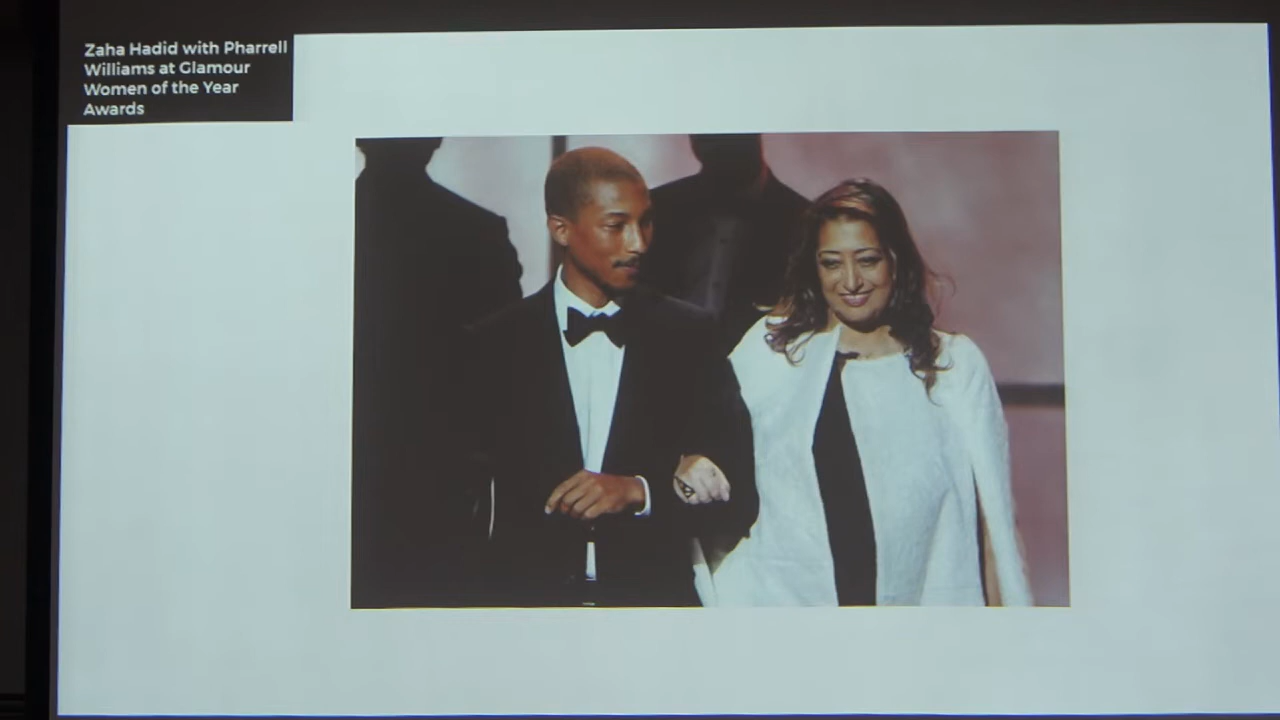 Zaha Hadid with Pharrell
Williams at Glamour
Women of the Year
Awards